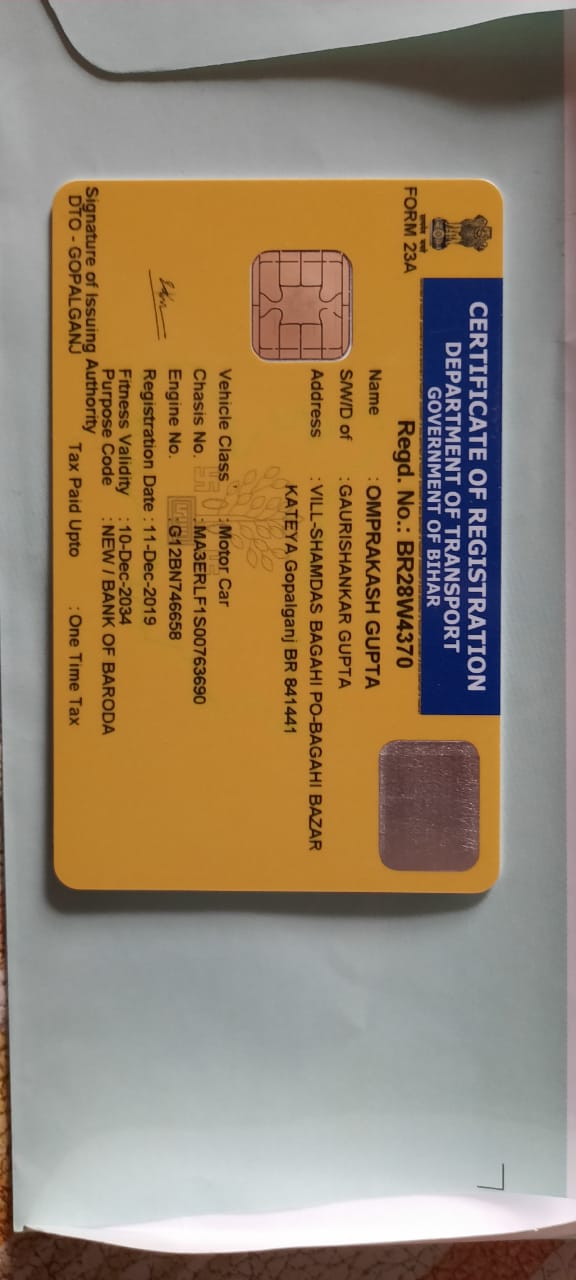 CERTIFICATE OF REGISTRATION
DEPARTMENT OF TRANSPORT
GOVERNMENT OF BIHAR
FORM 23A
Regd. No.: BR28W4370
Name : OMPRAKASH GUPTA
S/W/D of : GAURISHANKAR GUPTA
Address : VILL-SHAMDAS BAGAHI PO-BAGAHI BAZAR
KATEYA Gopalganj BR 841441
Vehicle Class : Motor Car
Chasis No. : MA3ERLF1S00763690
Engine No. : G12BN746658
Registration Date : 11-Dec-2019
Fitness Validity : 10-Dec-2034
Purpose Code : NEW / BANK OF BARODA
Signature of Issuing Authority
DTO - GOPALGANJ
Tax Paid Upto : One Time Tax